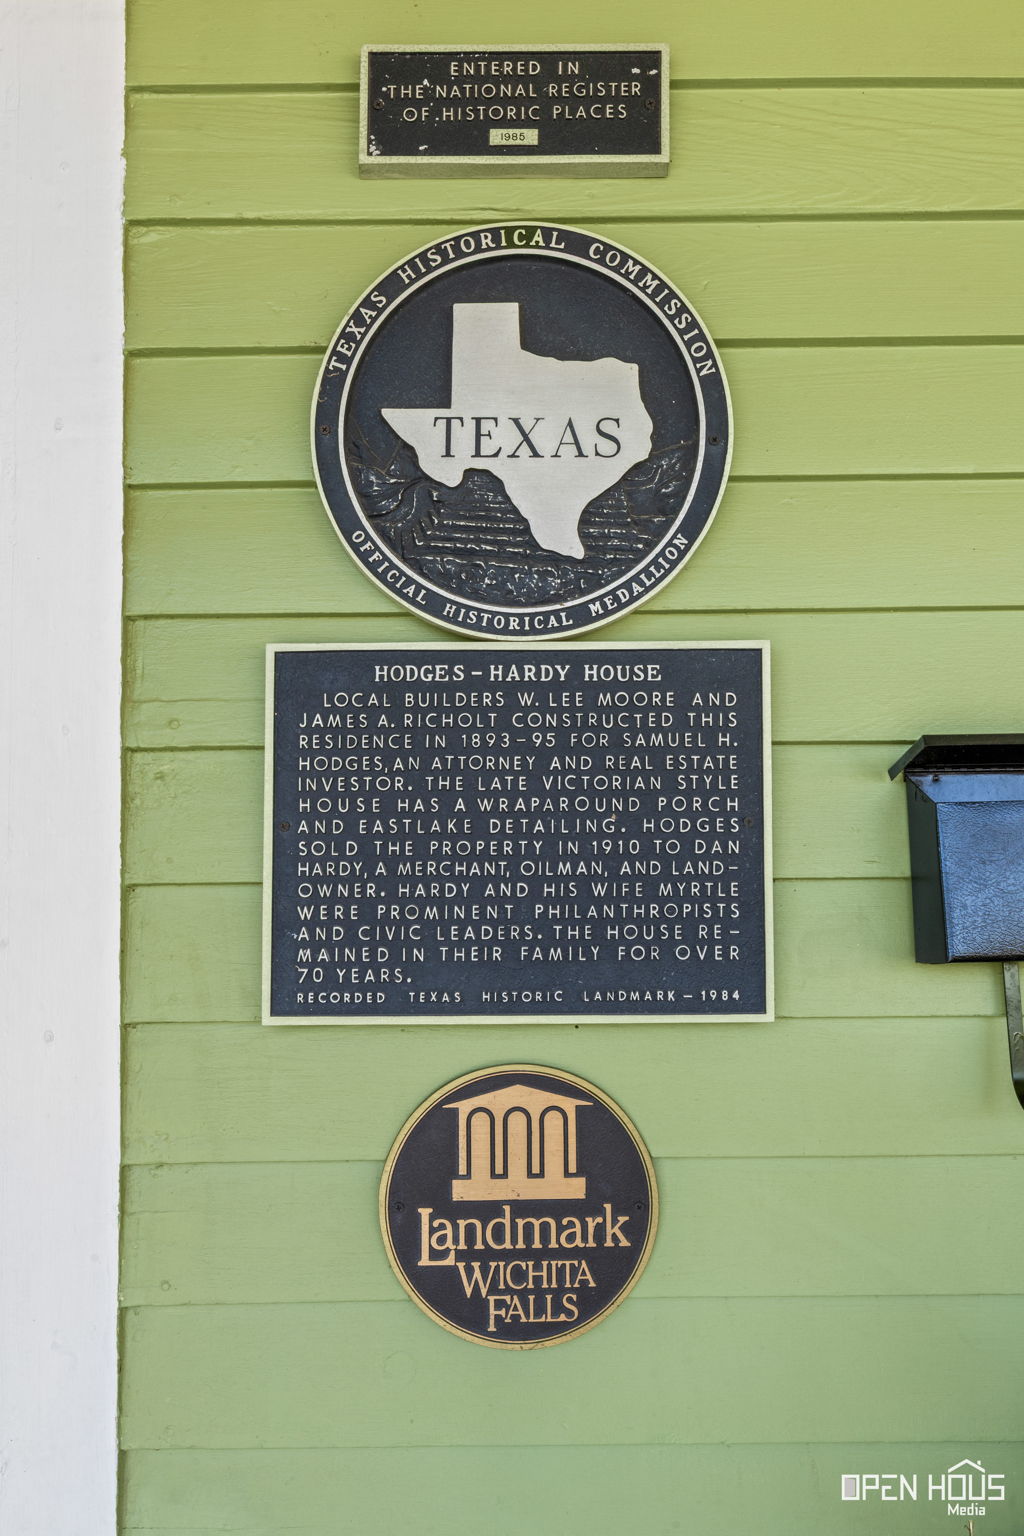 ENTERED IN
THE NATIONAL REGISTER
OF HISTORIC PLACES
1985
TEXAS HISTORICAL COMMISSION
TEXAS
OFFICIAL HISTORICAL MEDALLION
HODGES-HARDY HOUSE
LOCAL BUILDERS W. LEE MOORE AND
JAMES A. RICHOLT CONSTRUCTED THIS
RESIDENCE IN 1893-95 FOR SAMUEL H.
HODGES, AN ATTORNEY AND REAL ESTATE
INVESTOR. THE LATE VICTORIAN STYLE
HOUSE HAS A WRAPAROUND PORCH
AND EASTLAKE DETAILING. HODGES
SOLD THE PROPERTY IN 1910 TO DAN
HARDY, A MERCHANT, OILMAN, AND LAND-
OWNER. HARDY AND HIS WIFE MYRTLE
WERE PROMINENT PHILANTHROPISTS
AND CIVIC LEADERS. THE HOUSE RE-
MAINED IN THEIR FAMILY FOR OVER
70 YEARS.
RECORDED TEXAS HISTORIC LANDMARK-1984
Landmark
WICHITA
FALLS
OPEN HOUS
Media